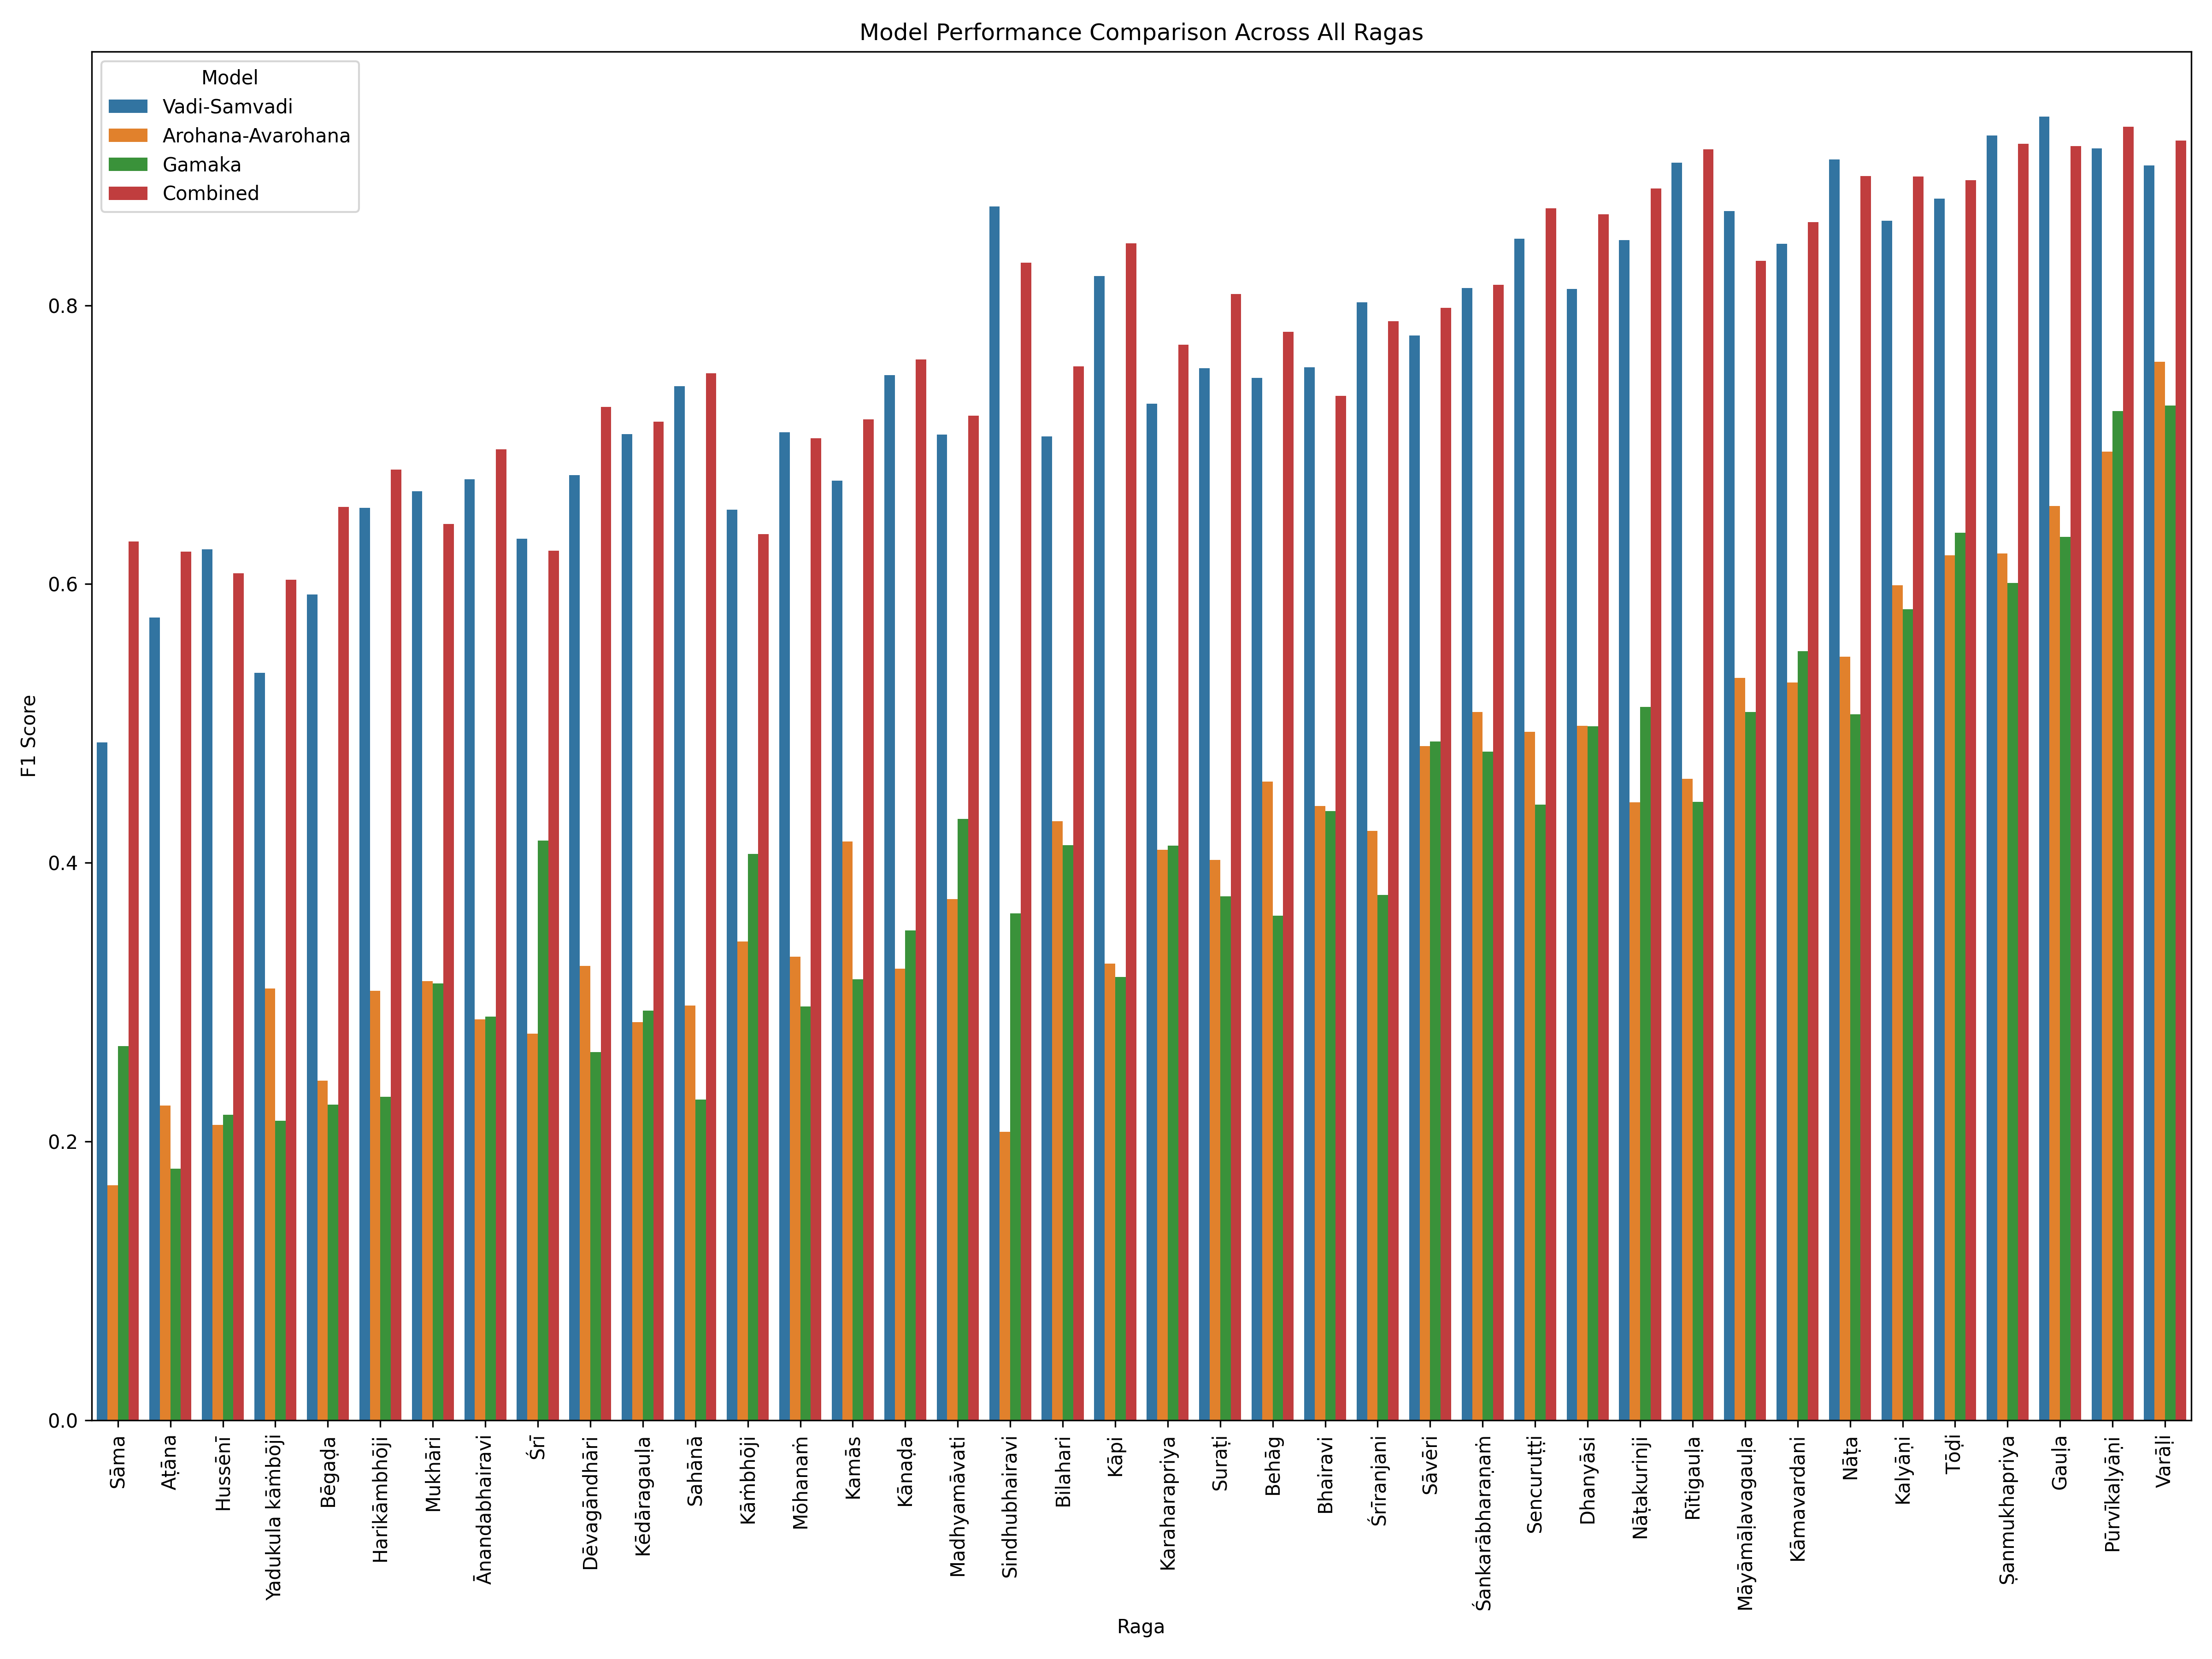 Model Performance Comparison Across All Ragas
Model
Vadi-Samvadi
Arohana-Avarohana
Gamaka
Combined
F1 Score
0.8
0.6
0.4
0.2
0.0
Sāma
Aṭāna
Hussēnī
Yadukula kāṁbōji
Bēgaḍa
Harikāmbhōji
Mukhāri
Ānandabhairavi
Śrī
Dēvagāndhāri
Kēdāragauḷa
Sahānā
Kāṁbhōji
Mōhanaṁ
Kamās
Kānaḍa
Madhyamāvati
Sindhubhairavi
Bilahari
Kāpi
Karaharapriya
Suraṭi
Behāg
Bhairavi
Śrīranjani
Sāvēri
Śankarābharaṇaṁ
Sencuruṭṭi
Dhanyāsi
Nāṭakurinji
Rītigauḷa
Māyāmāḷavagauḷa
Kāmavardani
Nāṭa
Kalyāṇi
Tōḍi
Ṣanmukhapriya
Gauḷa
Pūrvīkaḷyāṇi
Varāḷi
Raga